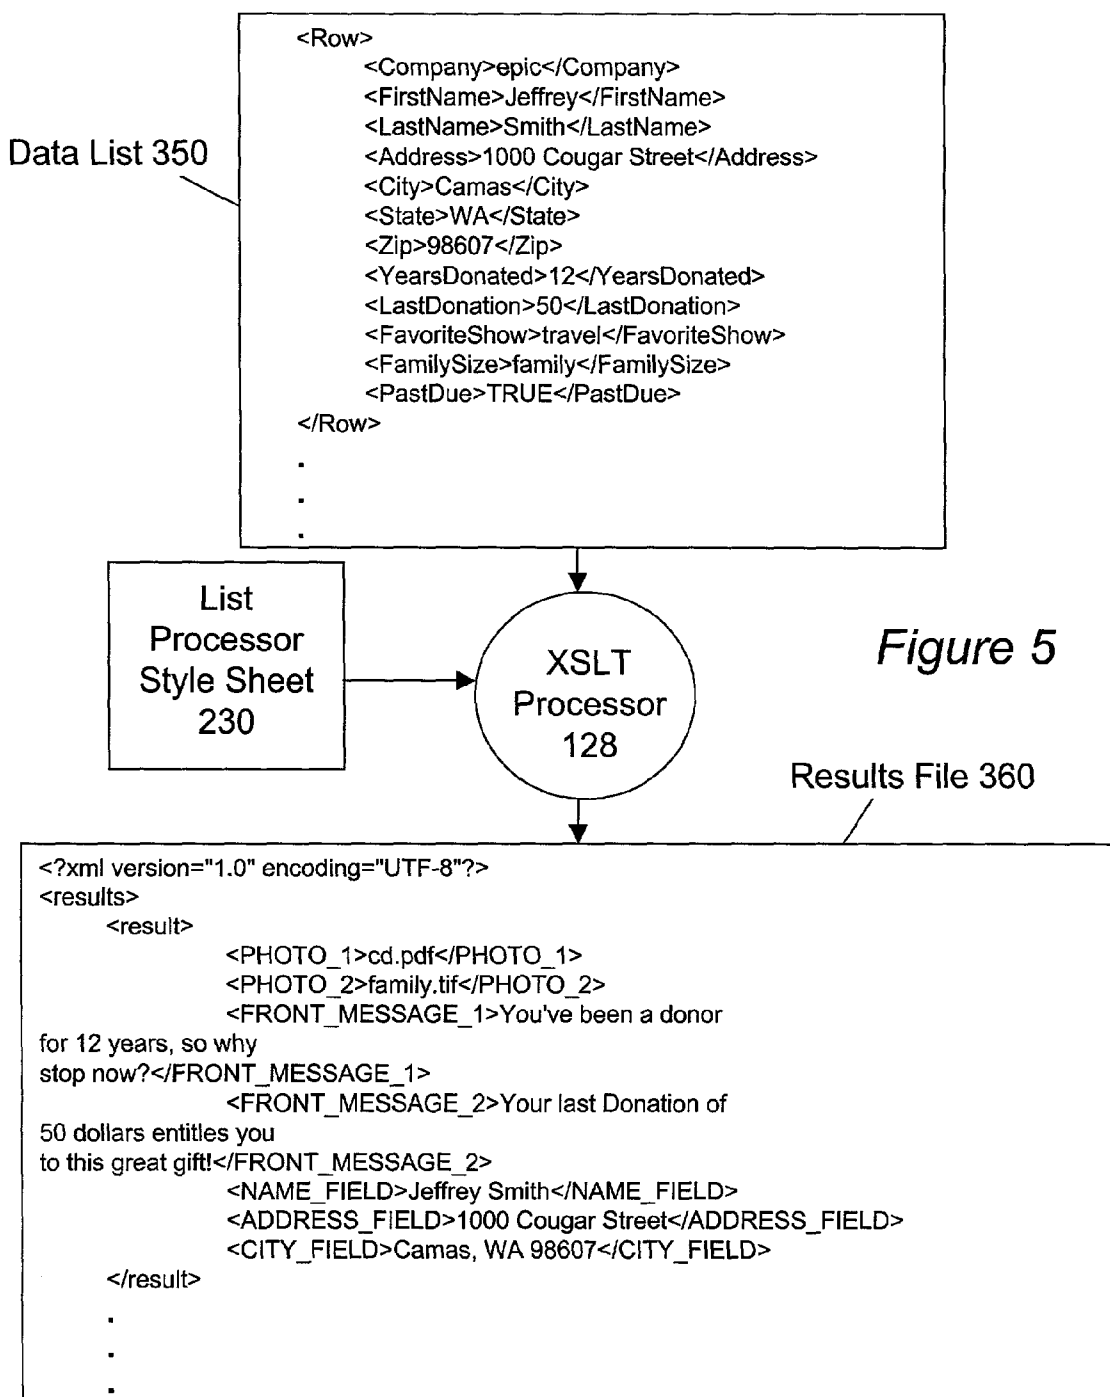 <Row>
<Company>epic</Company>
<FirstName>Jeffrey</FirstName>
<LastName>Smith</LastName>
Data List 350
<Address>1000 Cougar Street</Address>
<City>Camas</City>
<State>WA</State>
<Zip>98607</Zip>
<YearsDonated>12</YearsDonated>
<LastDonation>50</LastDonation>
<FavoriteShow>travel</FavoriteShow>
<FamilySize>family</FamilySize>
<PastDue>TRUE</PastDue>
</Row>
.
.
.
List
Processor
Style Sheet
230
XSLT
Processor
128
Figure 5
Results File 360
<?xml version="1.0" encoding="UTF-8"?>
<results>
<result>
<PHOTO_1>cd.pdf</PHOTO_1>
<PHOTO_2>family.tif</PHOTO_2>
<FRONT_MESSAGE_1>You've been a donor
for 12 years, so why
stop now?</FRONT_MESSAGE_1>
<FRONT_MESSAGE_2>Your last Donation of
50 dollars entitles you
to this great gift!</FRONT_MESSAGE_2>
<NAME_FIELD>Jeffrey Smith</NAME_FIELD>
<ADDRESS_FIELD>1000 Cougar Street</ADDRESS_FIELD>
<CITY_FIELD>Camas, WA 98607</CITY_FIELD>
</result>
.
.
.